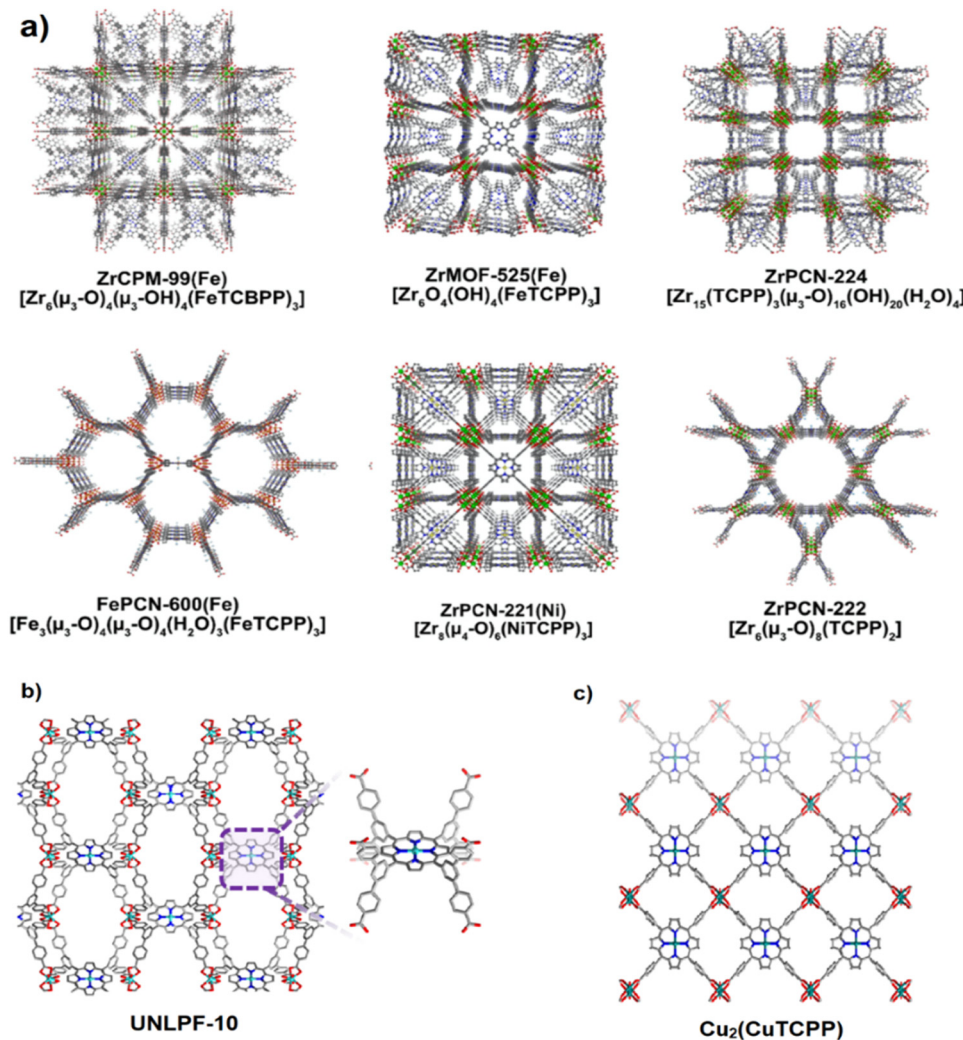 a)
ZrCPM-99(Fe)
[Zr₆(μ₃-O)₄(μ₃-OH)₄(FeTCBPP)₃]
ZrMOF-525(Fe)
[Zr₆O₄(OH)₄(FeTCPP)₃]
ZrPCN-224
[Zr₁₅(TCPP)₃(μ₃-O)₁₆(OH)₂₀(H₂O)₄]
FePCN-600(Fe)
[Fe₃(μ₃-O)₄(μ₃-O)₄(H₂O)₃(FeTCPP)₃]
ZrPCN-221(Ni)
[Zr₈(μ₄-O)₆(NiTCPP)₃]
ZrPCN-222
[Zr₆(μ₃-O)₈(TCPP)₂]
b)
UNLPF-10
c)
Cu₂(CuTCPP)